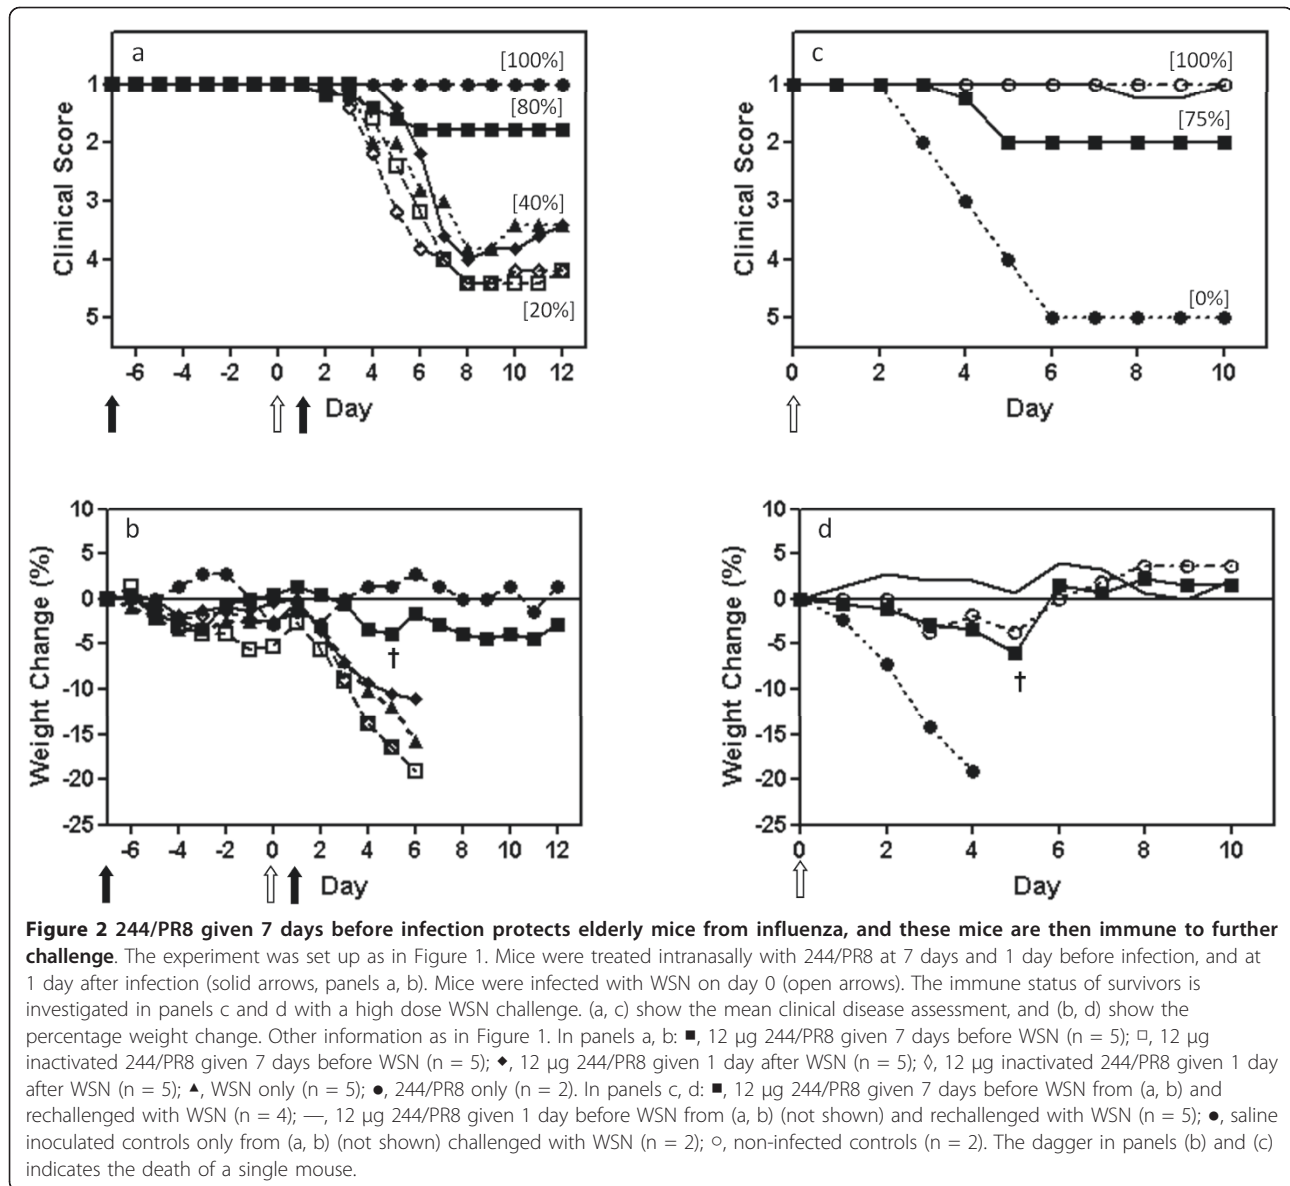 a
[100%]
[80%]
[40%]
[20%]
Clinical Score
1
2
3
4
5
-6 -4 -2 0 2 4 6 8 10 12
Day
c
[100%]
[75%]
[0%]
Clinical Score
1
2
3
4
5
0 2 4 6 8 10
Day
b
†
Weight Change (%)
10
5
0
-5
-10
-15
-20
-25
-6 -4 -2 0 2 4 6 8 10 12
Day
d
†
Weight Change (%)
10
5
0
-5
-10
-15
-20
-25
0 2 4 6 8 10
Day
Figure 2 244/PR8 given 7 days before infection protects elderly mice from influenza, and these mice are then immune to further
challenge. The experiment was set up as in Figure 1. Mice were treated intranasally with 244/PR8 at 7 days and 1 day before infection, and at
1 day after infection (solid arrows, panels a, b). Mice were infected with WSN on day 0 (open arrows). The immune status of survivors is
investigated in panels c and d with a high dose WSN challenge. (a, c) show the mean clinical disease assessment, and (b, d) show the
percentage weight change. Other information as in Figure 1. In panels a, b: ■, 12 μg 244/PR8 given 7 days before WSN (n = 5); □, 12 μg
inactivated 244/PR8 given 7 days before WSN (n = 5); ◆, 12 μg 244/PR8 given 1 day after WSN (n = 5); ◊, 12 μg inactivated 244/PR8 given 1 day
after WSN (n = 5); ▲, WSN only (n = 5); ●, 244/PR8 only (n = 2). In panels c, d: ■, 12 μg 244/PR8 given 7 days before WSN from (a, b) and
rechallenged with WSN (n = 4); —, 12 μg 244/PR8 given 1 day before WSN from (a, b) (not shown) and rechallenged with WSN (n = 5); ●, saline
inoculated controls only from (a, b) (not shown) challenged with WSN (n = 2); ○, non-infected controls (n = 2). The dagger in panels (b) and (c)
indicates the death of a single mouse.